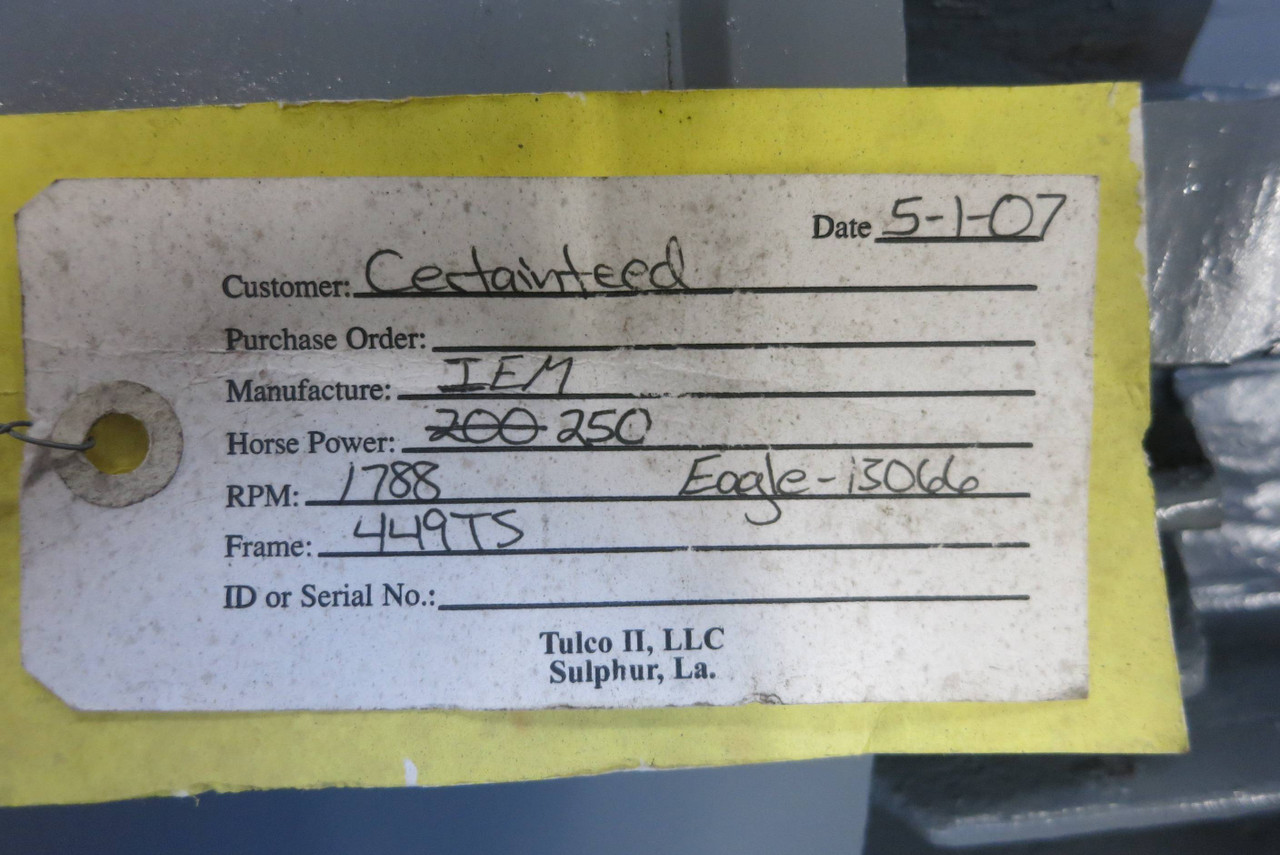 Date 5-1-07
Customer: Certainteed
Purchase Order:
Manufacture: IEM
Horse Power: 200 250
RPM: 1788 Eagle-i3066
Frame: 449TS
ID or Serial No.:
Tulco II, LLC
Sulphur, La.